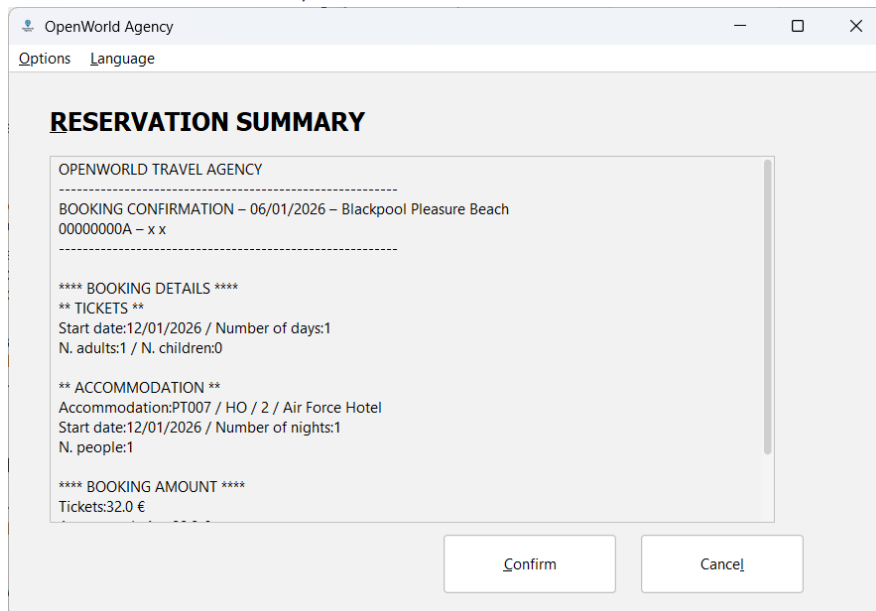 OpenWorld Agency
Options Language
RESERVATION SUMMARY
OPENWORLD TRAVEL AGENCY
---------------------------------------------------------
BOOKING CONFIRMATION – 06/01/2026 – Blackpool Pleasure Beach
00000000A – x x
---------------------------------------------------------
**** BOOKING DETAILS ****
** TICKETS **
Start date:12/01/2026 / Number of days:1
N. adults:1 / N. children:0
** ACCOMMODATION **
Accommodation:PT007 / HO / 2 / Air Force Hotel
Start date:12/01/2026 / Number of nights:1
N. people:1
**** BOOKING AMOUNT ****
Tickets:32.0 €
Confirm Cancel